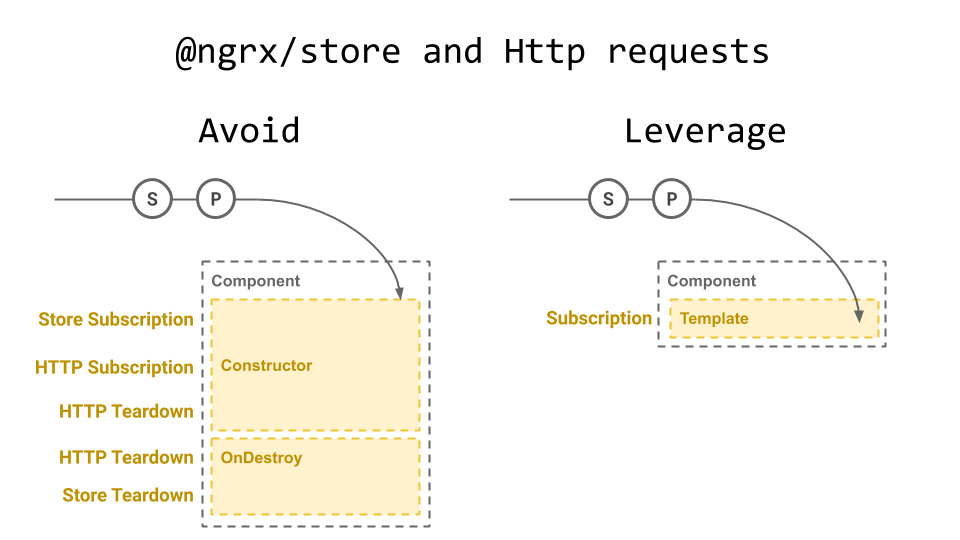 @ngrx/store and Http requests
Avoid
S
P
Component
Store Subscription
HTTP Subscription
Constructor
HTTP Teardown
HTTP Teardown
OnDestroy
Store Teardown
Leverage
S
P
Component
Subscription
Template